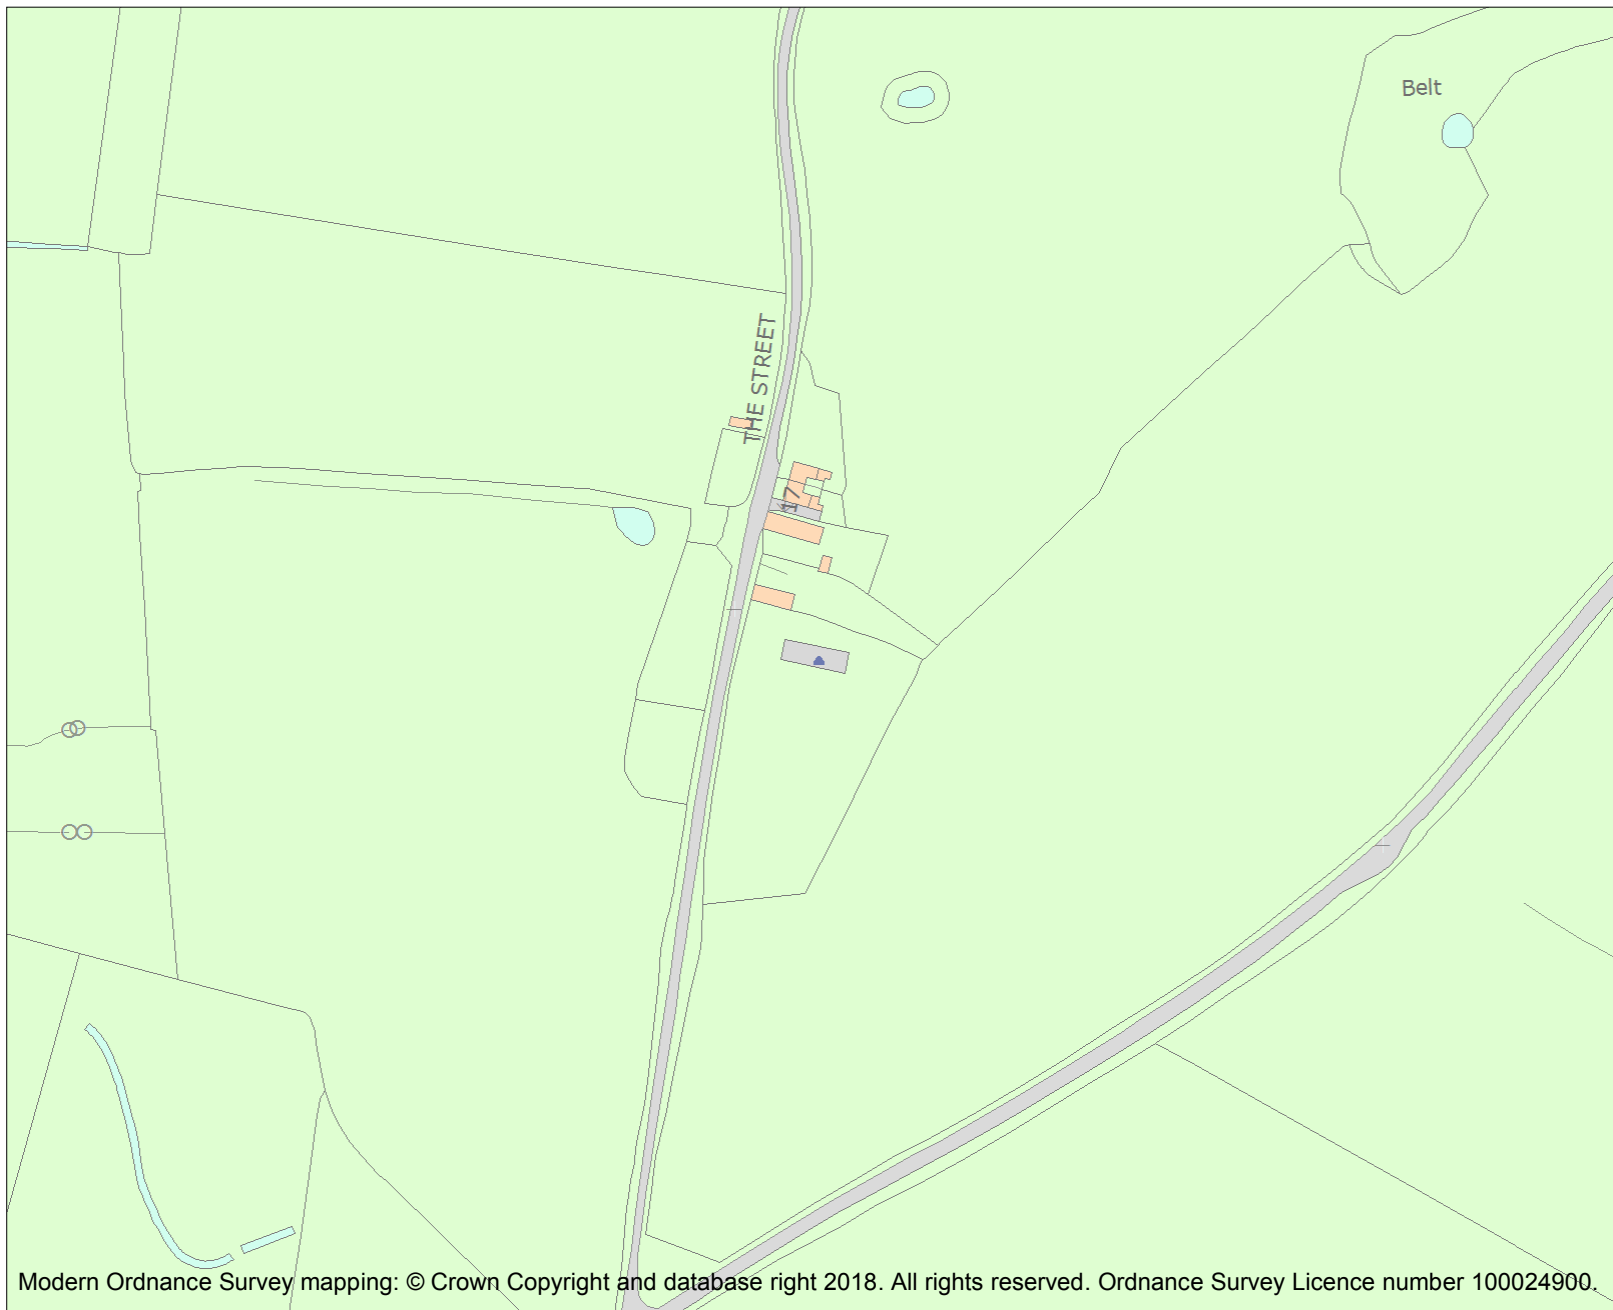 Belt
THE STREET
17
Modern Ordnance Survey mapping: © Crown Copyright and database right 2018. All rights reserved. Ordnance Survey Licence number 100024900.